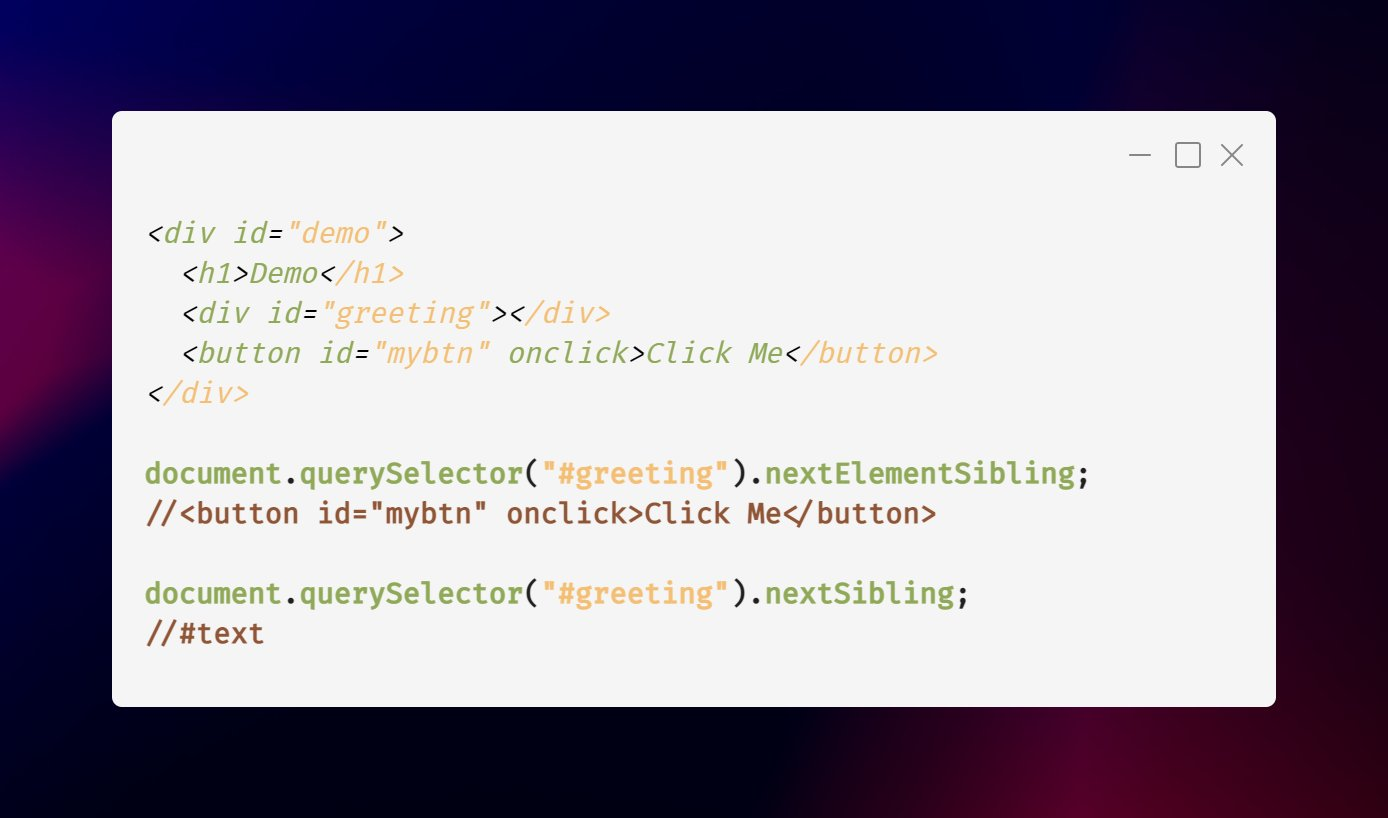 <div id="demo">
  <h1>Demo</h1>
  <div id="greeting"></div>
  <button id="mybtn" onclick>Click Me</button>
</div>

document.querySelector("#greeting").nextElementSibling;
//<button id="mybtn" onclick>Click Me</button>

document.querySelector("#greeting").nextSibling;
//#text